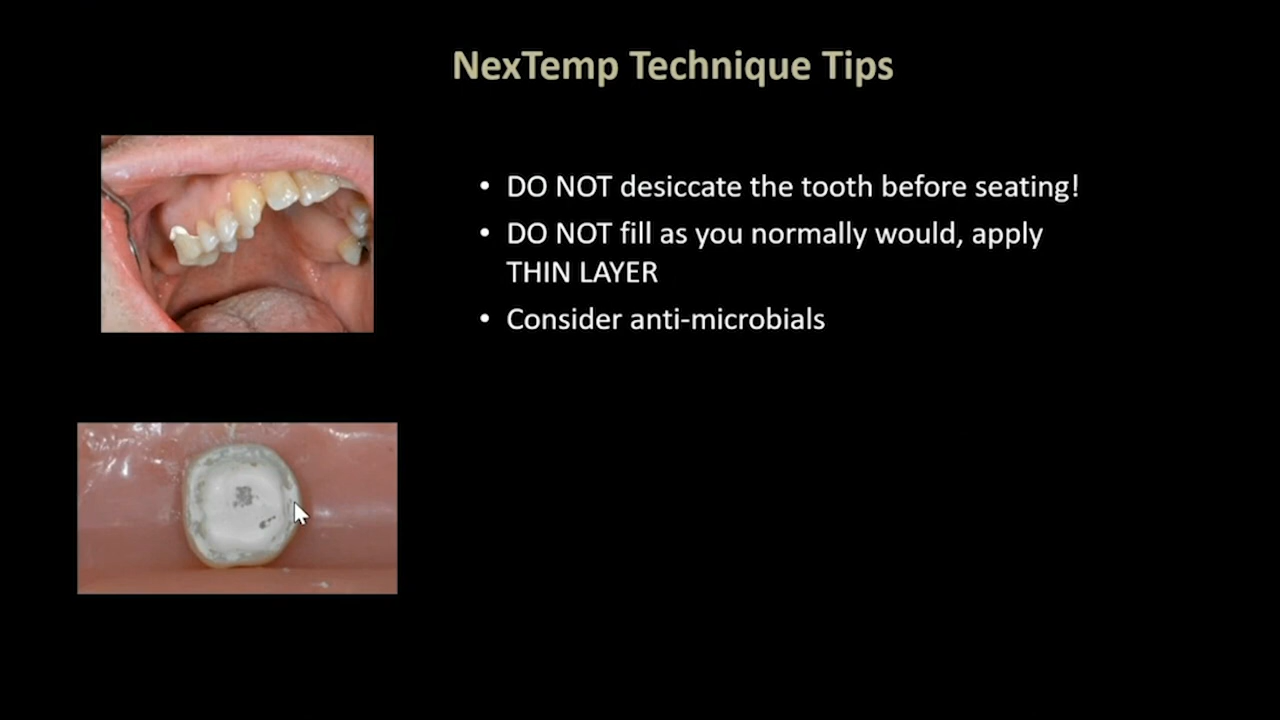 NexTemp Technique Tips
• DO NOT desiccate the tooth before seating!
• DO NOT fill as you normally would, apply
THIN LAYER
• Consider anti-microbials